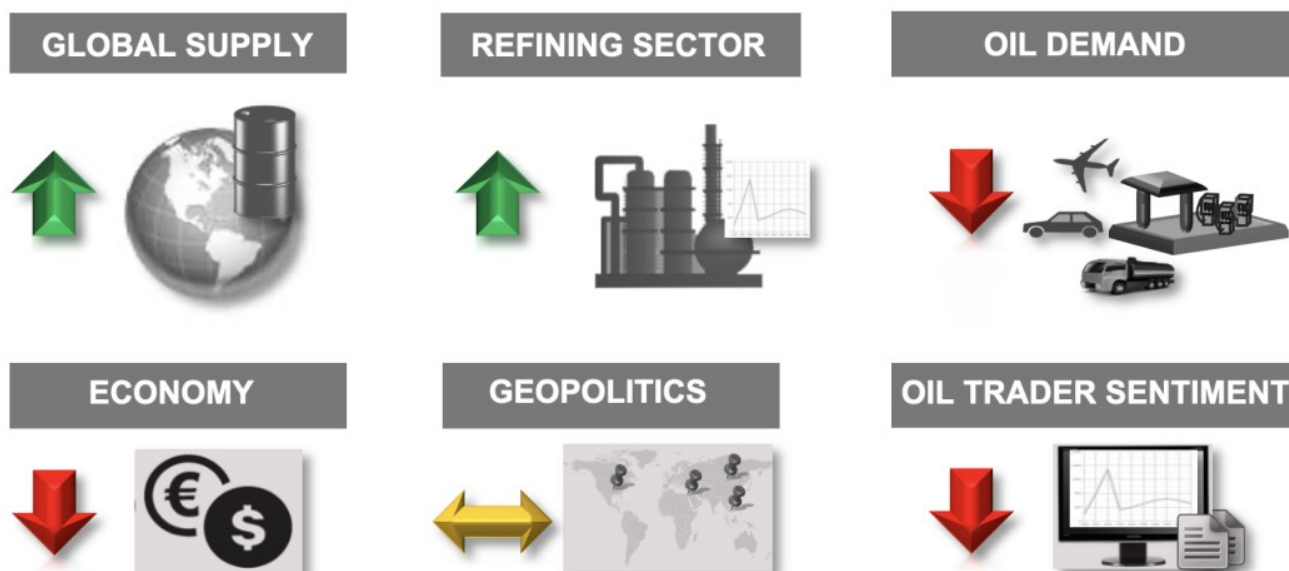 GLOBAL SUPPLY
REFINING SECTOR
OIL DEMAND
ECONOMY
GEOPOLITICS
OIL TRADER SENTIMENT
€
$